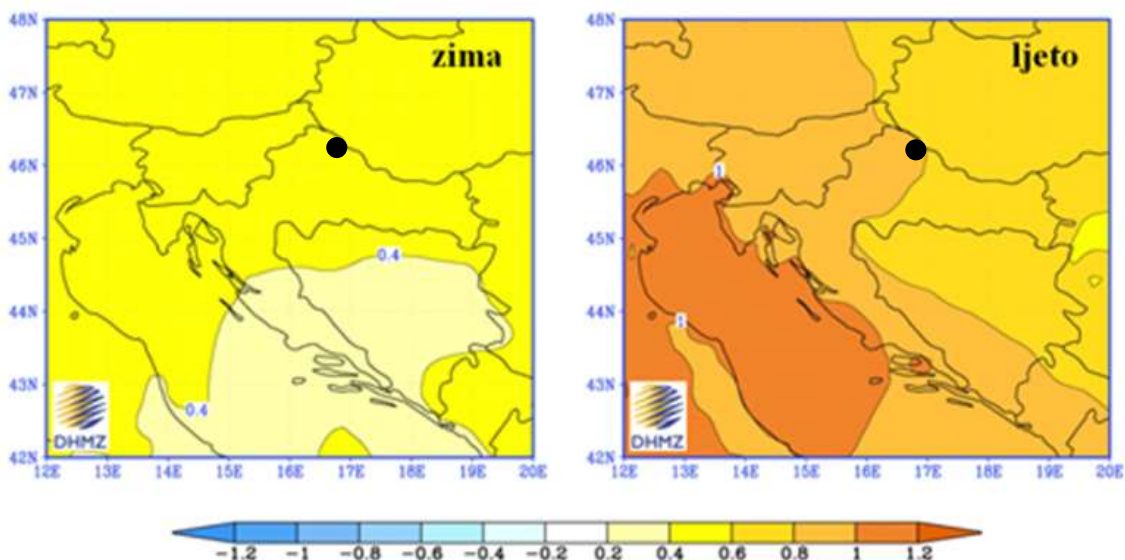 48N
47N
46N
45N
44N
43N
42N
12E 13E 14E 15E 16E 17E 18E 19E 20E
zima
0.4
0.4
DHMZ
48N
47N
46N
45N
44N
43N
42N
12E 13E 14E 15E 16E 17E 18E 19E 20E
ljeto
1
1
DHMZ
-1.2 -1 -0.8 -0.6 -0.4 -0.2 0.2 0.4 0.6 0.8 1 1.2